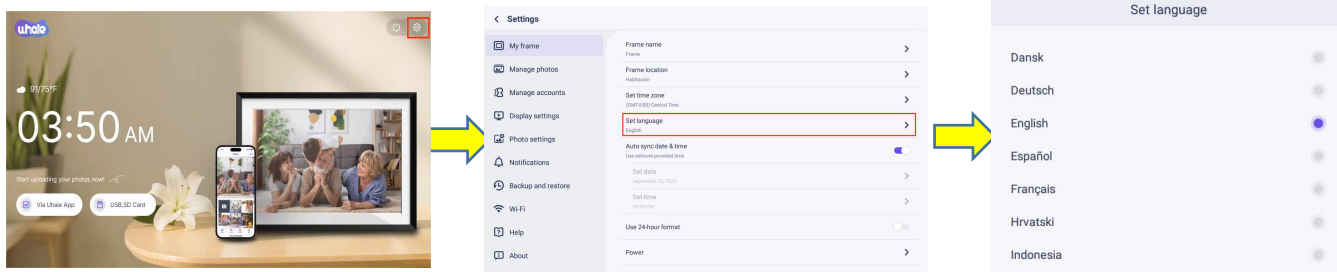 uhale
91/75°F
03:50 AM
Start uploading your photos now!
Via Uhale App
USB,SD Card
Settings
My frame
Manage photos
Manage accounts
Display settings
Photo settings
Notifications
Backup and restore
Wi-Fi
Help
About
Frame name
Frame
Frame location
Habitación
Set time zone
(GMT-5:00) Central Time
Set language
English
Auto sync date & time
Use network-provided time
Set date
Set time
Use 24-hour format
Power
Set language
Dansk
Deutsch
English
Español
Français
Hrvatski
Indonesia